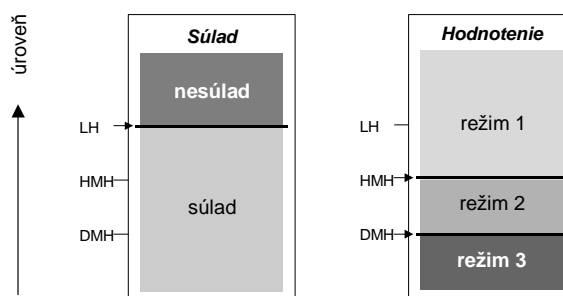 úroveň
Súlad
nesúlad
LH
HMH
súlad
DMH
Hodnotenie
LH
režim 1
HMH
režim 2
DMH
režim 3